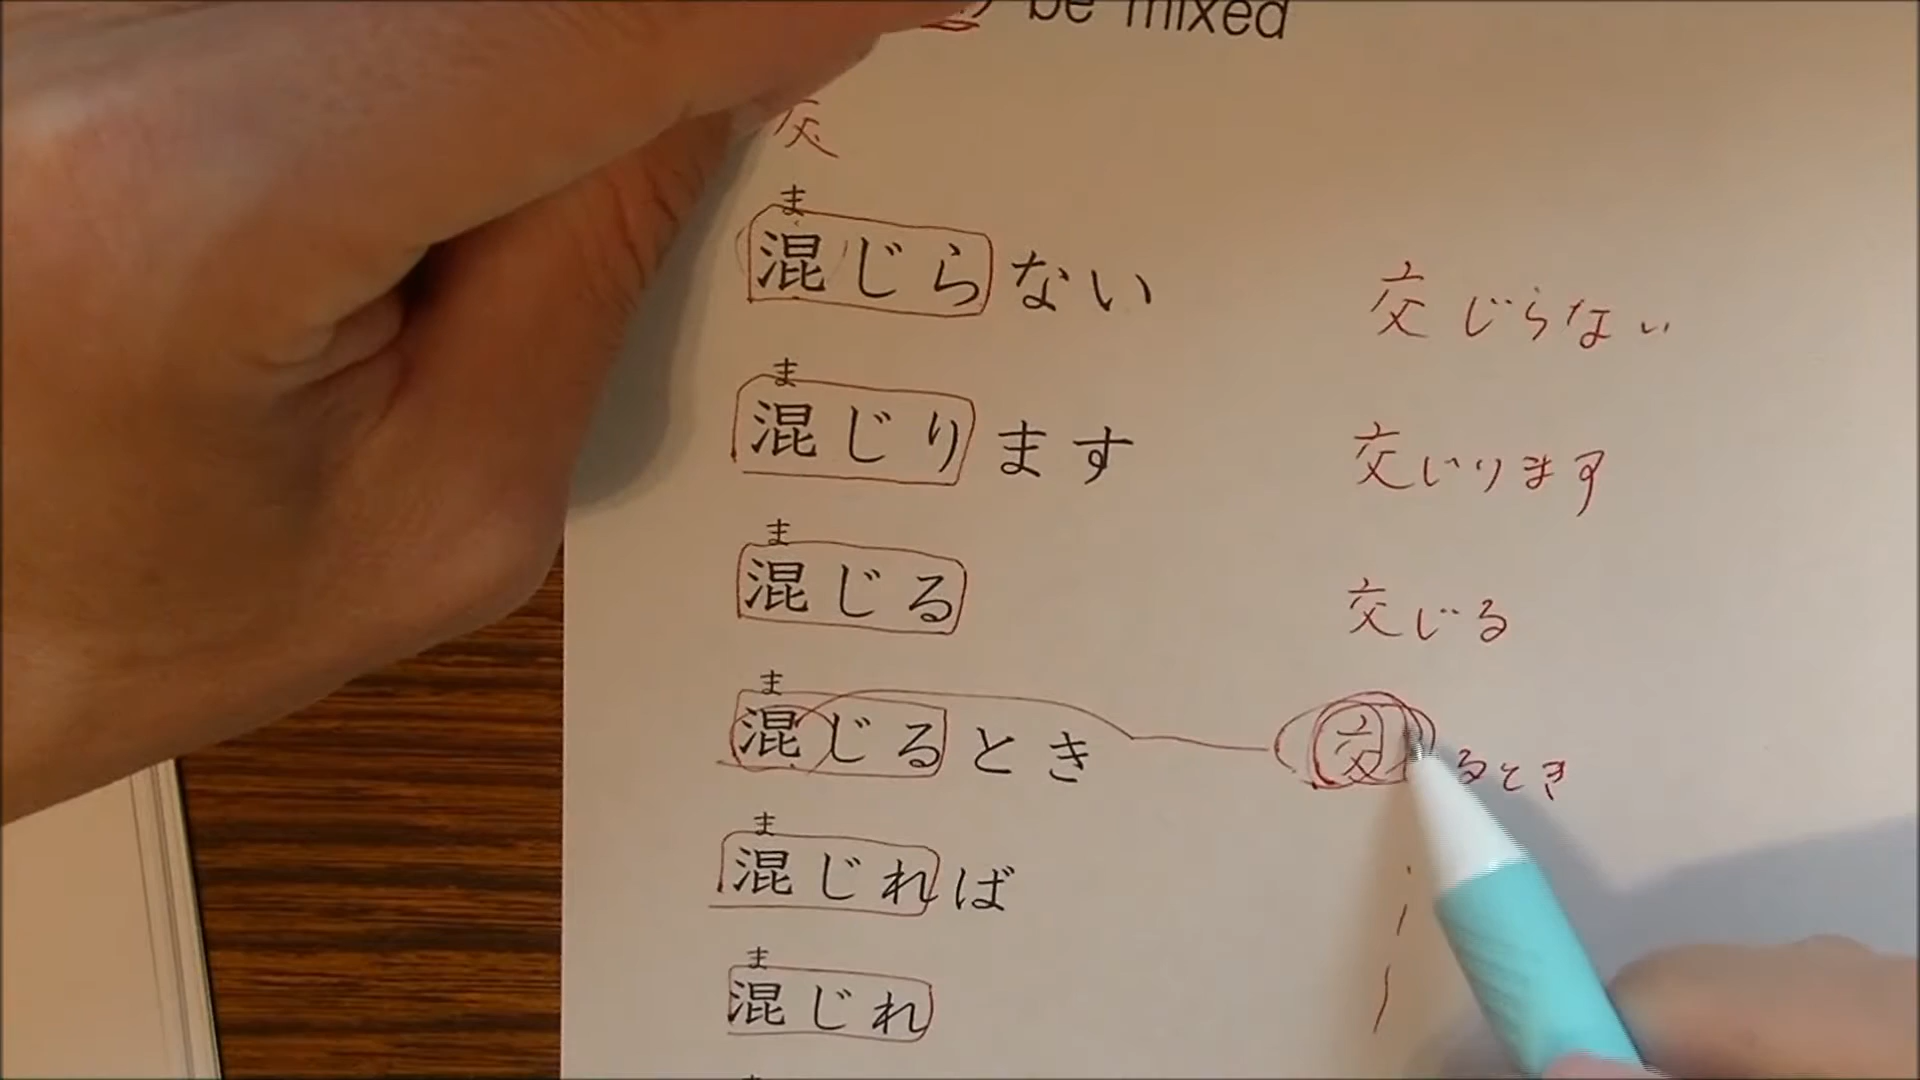 be mixed
交
ま
混じらない 交じらない
ま
混じります 交じります
ま
混じる 交じる
ま
混じるとき 交 るとき
ま
混じれば
ま
混じれ